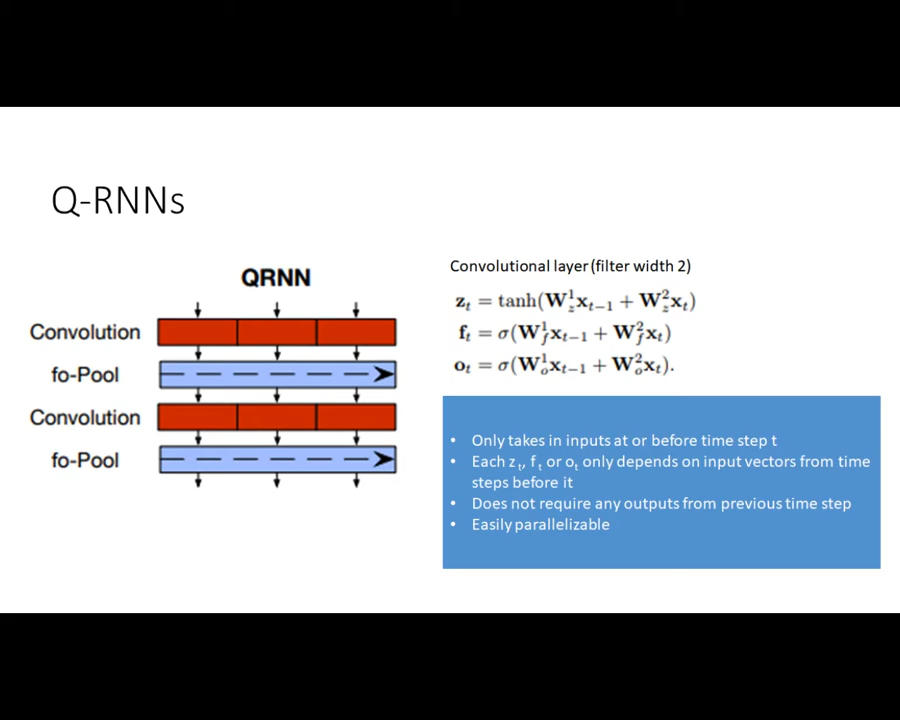 Q-RNNs
QRNN
Convolution
fo-Pool
Convolution
fo-Pool
Convolutional layer (filter width 2)
z_t = tanh(W_z^1 x_{t−1} + W_z^2 x_t)
f_t = σ(W_f^1 x_{t−1} + W_f^2 x_t)
o_t = σ(W_o^1 x_{t−1} + W_o^2 x_t).
• Only takes in inputs at or before time step t
• Each z_t, f_t or o_t only depends on input vectors from time
steps before it
• Does not require any outputs from previous time step
• Easily parallelizable